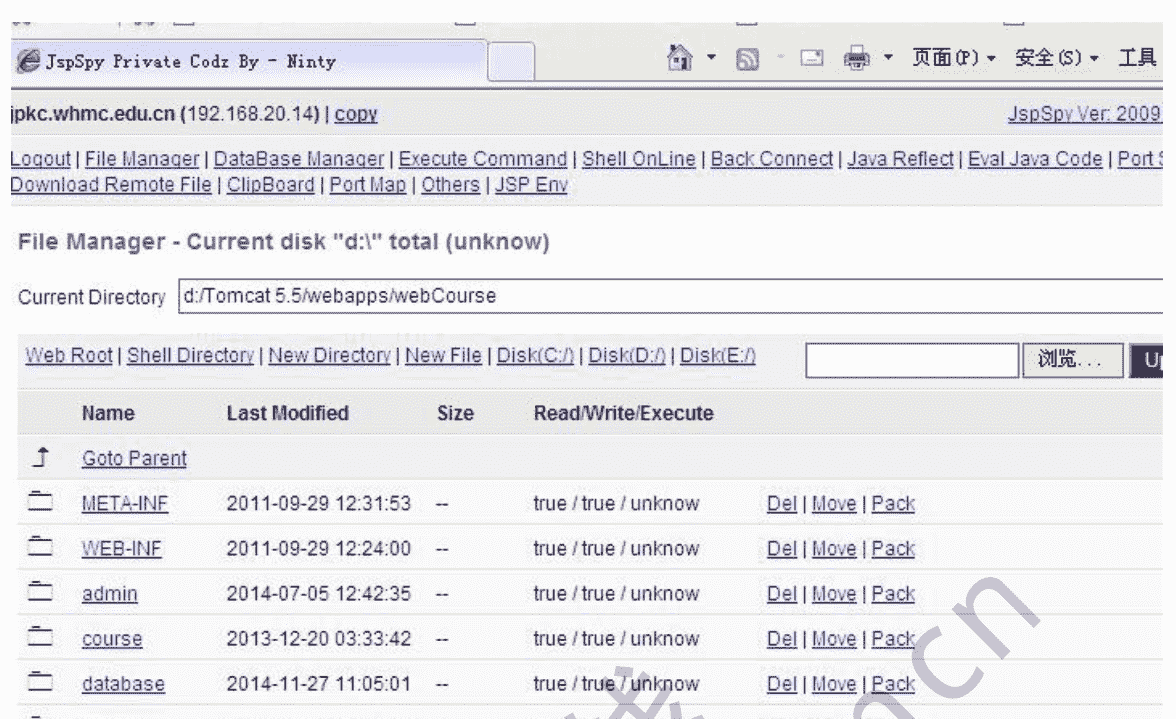 JspSpy Private Codz By - Ninty
页面(P) 安全(S) 工具
jpkc.whmc.edu.cn (192.168.20.14) | copy JspSpy Ver: 2009
Logout | File Manager | DataBase Manager | Execute Command | Shell OnLine | Back Connect | Java Reflect | Eval Java Code | Port S
Download Remote File | ClipBoard | Port Map | Others | JSP Env
File Manager - Current disk "d:\" total (unknow)
Current Directory d:/Tomcat 5.5/webapps/webCourse
Web Root | Shell Directory | New Directory | New File | Disk(C:/) | Disk(D:/) | Disk(E:/) 浏览... Up
Name Last Modified Size Read/Write/Execute
Goto Parent
META-INF 2011-09-29 12:31:53 -- true / true / unknow Del | Move | Pack
WEB-INF 2011-09-29 12:24:00 -- true / true / unknow Del | Move | Pack
admin 2014-07-05 12:42:35 -- true / true / unknow Del | Move | Pack
course 2013-12-20 03:33:42 -- true / true / unknow Del | Move | Pack
database 2014-11-27 11:05:01 -- true / true / unknow Del | Move | Pack